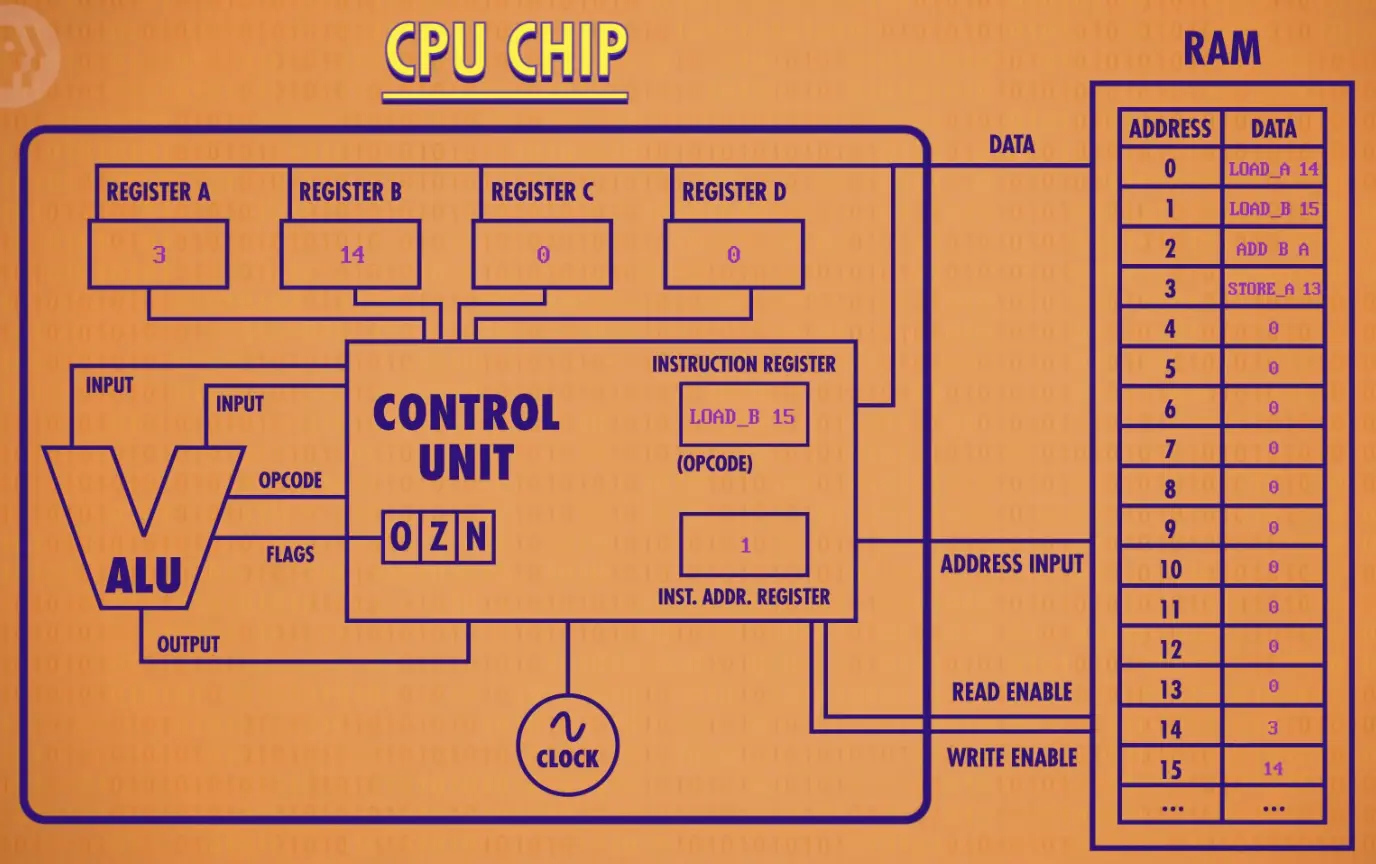 CPU CHIP
RAM
REGISTER A
3
REGISTER B
14
REGISTER C
0
REGISTER D
0
INPUT
INPUT
CONTROL
UNIT
INSTRUCTION REGISTER
LOAD_B 15
(OPCODE)
1
INST. ADDR. REGISTER
OPCODE
FLAGS
O Z N
ALU
OUTPUT
CLOCK
DATA
ADDRESS INPUT
READ ENABLE
WRITE ENABLE
ADDRESS DATA
0 LOAD_A 14
1 LOAD_B 15
2 ADD B A
3 STORE_A 13
4 0
5 0
6 0
7 0
8 0
9 0
10 0
11 0
12 0
13 0
14 3
15 14
... ...